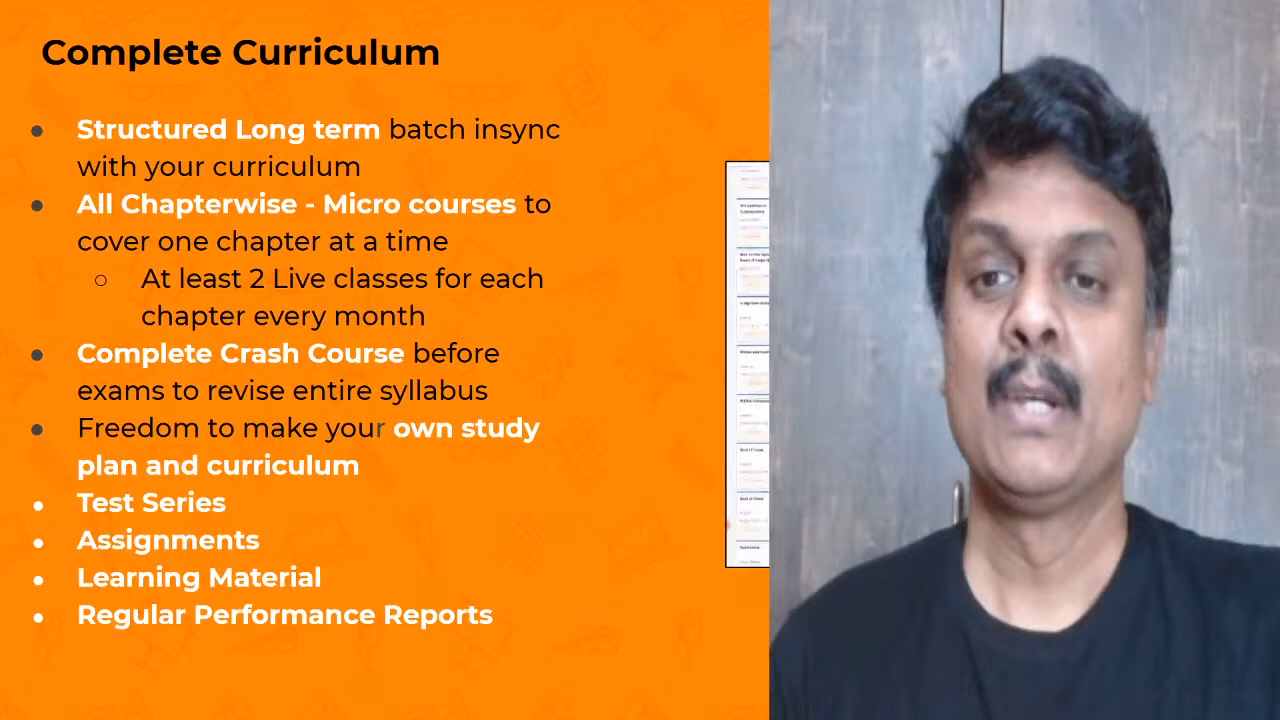 Complete Curriculum
● Structured Long term batch insync
with your curriculum
● All Chapterwise - Micro courses to
cover one chapter at a time
○ At least 2 Live classes for each
chapter every month
● Complete Crash Course before
exams to revise entire syllabus
● Freedom to make your own study
plan and curriculum
● Test Series
● Assignments
● Learning Material
● Regular Performance Reports